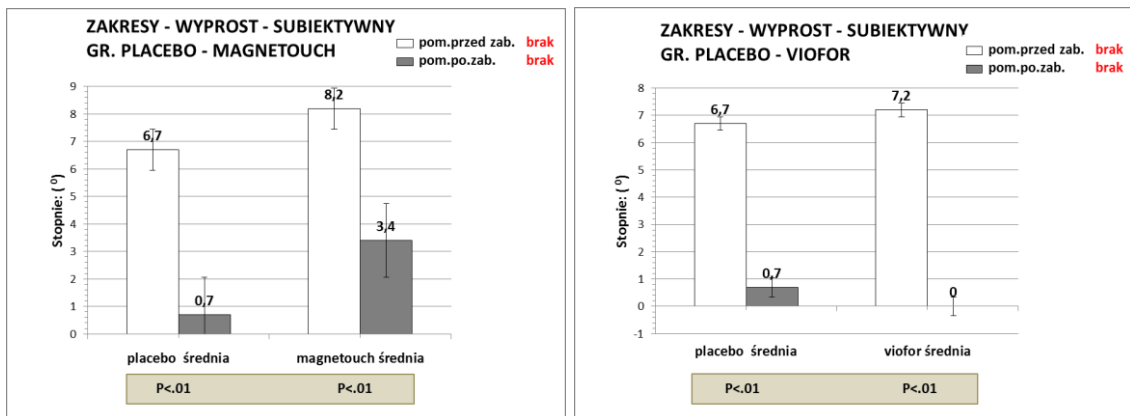 ZAKRESY - WYPROST - SUBIEKTYWNY
GR. PLACEBO - MAGNETOUCH
pom.przed zab. brak
pom.po.zab. brak
Stopnie: ( ⁰)
9
8
7
6
5
4
3
2
1
0
6,7
0,7
8,2
3,4
placebo średnia
magnetouch średnia
P<.01
P<.01
ZAKRESY - WYPROST - SUBIEKTYWNY
GR. PLACEBO - VIOFOR
pom.przed zab. brak
pom.po.zab. brak
Stopnie: ( ⁰)
8
7
6
5
4
3
2
1
0
-1
6,7
0,7
7,2
0
placebo średnia
viofor średnia
P<.01
P<.01